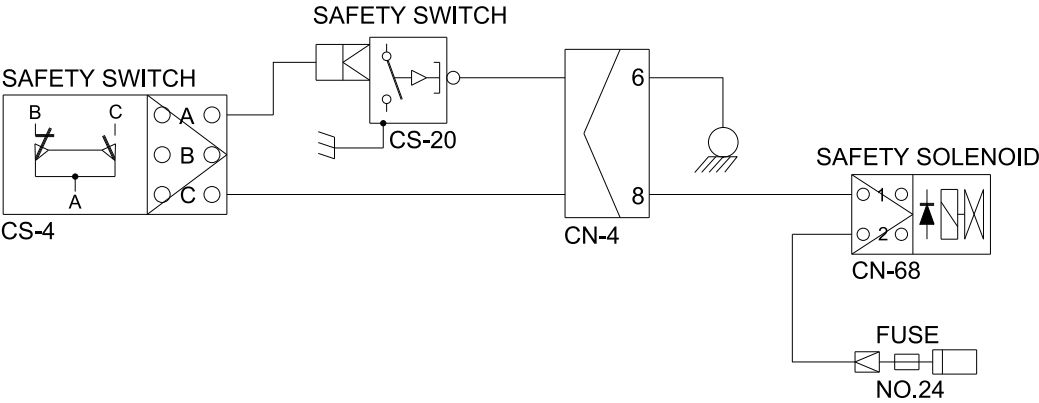 SAFETY SWITCH
SAFETY SWITCH
B C
A
A
B
C
CS-4
CS-20
6
8
CN-4
SAFETY SOLENOID
1
2
CN-68
FUSE
NO.24